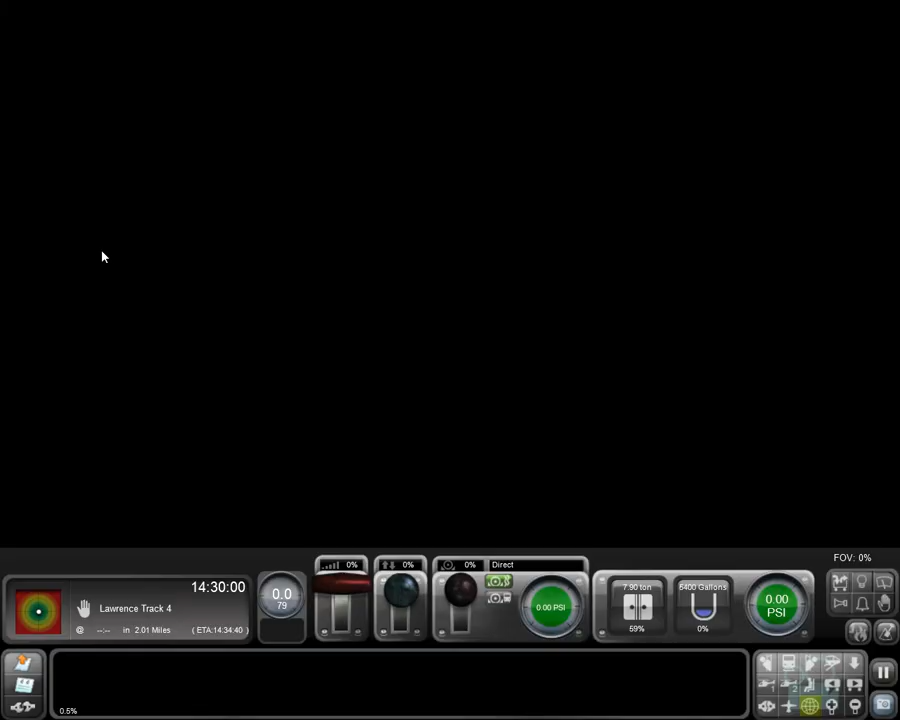 FOV: 0%
14:30:00
Lawrence Track 4
@ --:-- in 2.01 Miles ( ETA:14:34:40 )
0.0
79
0%
0%
0% Direct
0.00 PSI
7.90 ton
59%
5400 Gallons
0%
0.00
PSI
1
2
0.5%